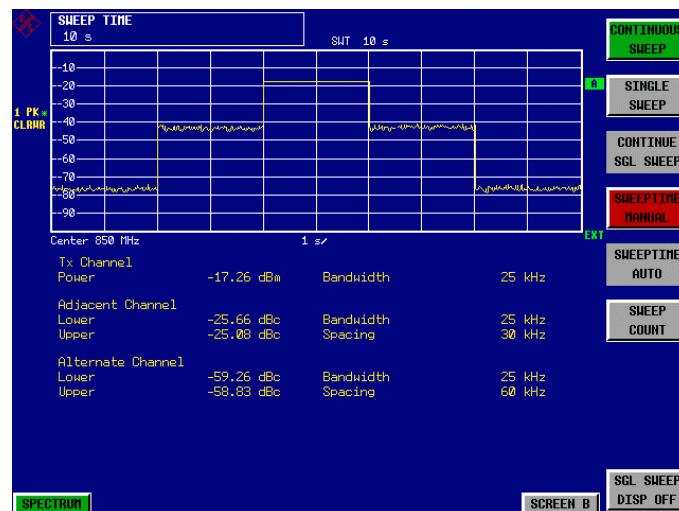 SWEEP TIME
10 s
SWT 10 s
-10
-20
-30
-40
-50
-60
-70
-80
-90
A
1 PK*
CLRWR
EXT
Center 850 MHz
1 s/
Tx Channel
Power -17.26 dBm Bandwidth 25 kHz
Adjacent Channel
Lower -25.66 dBc Bandwidth 25 kHz
Upper -25.08 dBc Spacing 30 kHz
Alternate Channel
Lower -59.26 dBc Bandwidth 25 kHz
Upper -58.83 dBc Spacing 60 kHz
CONTINUOUS
SWEEP
SINGLE
SWEEP
CONTINUE
SGL SWEEP
SWEEPTIME
MANUAL
SWEEPTIME
AUTO
SWEEP
COUNT
SGL SWEEP
DISP OFF
SPECTRUM
SCREEN B